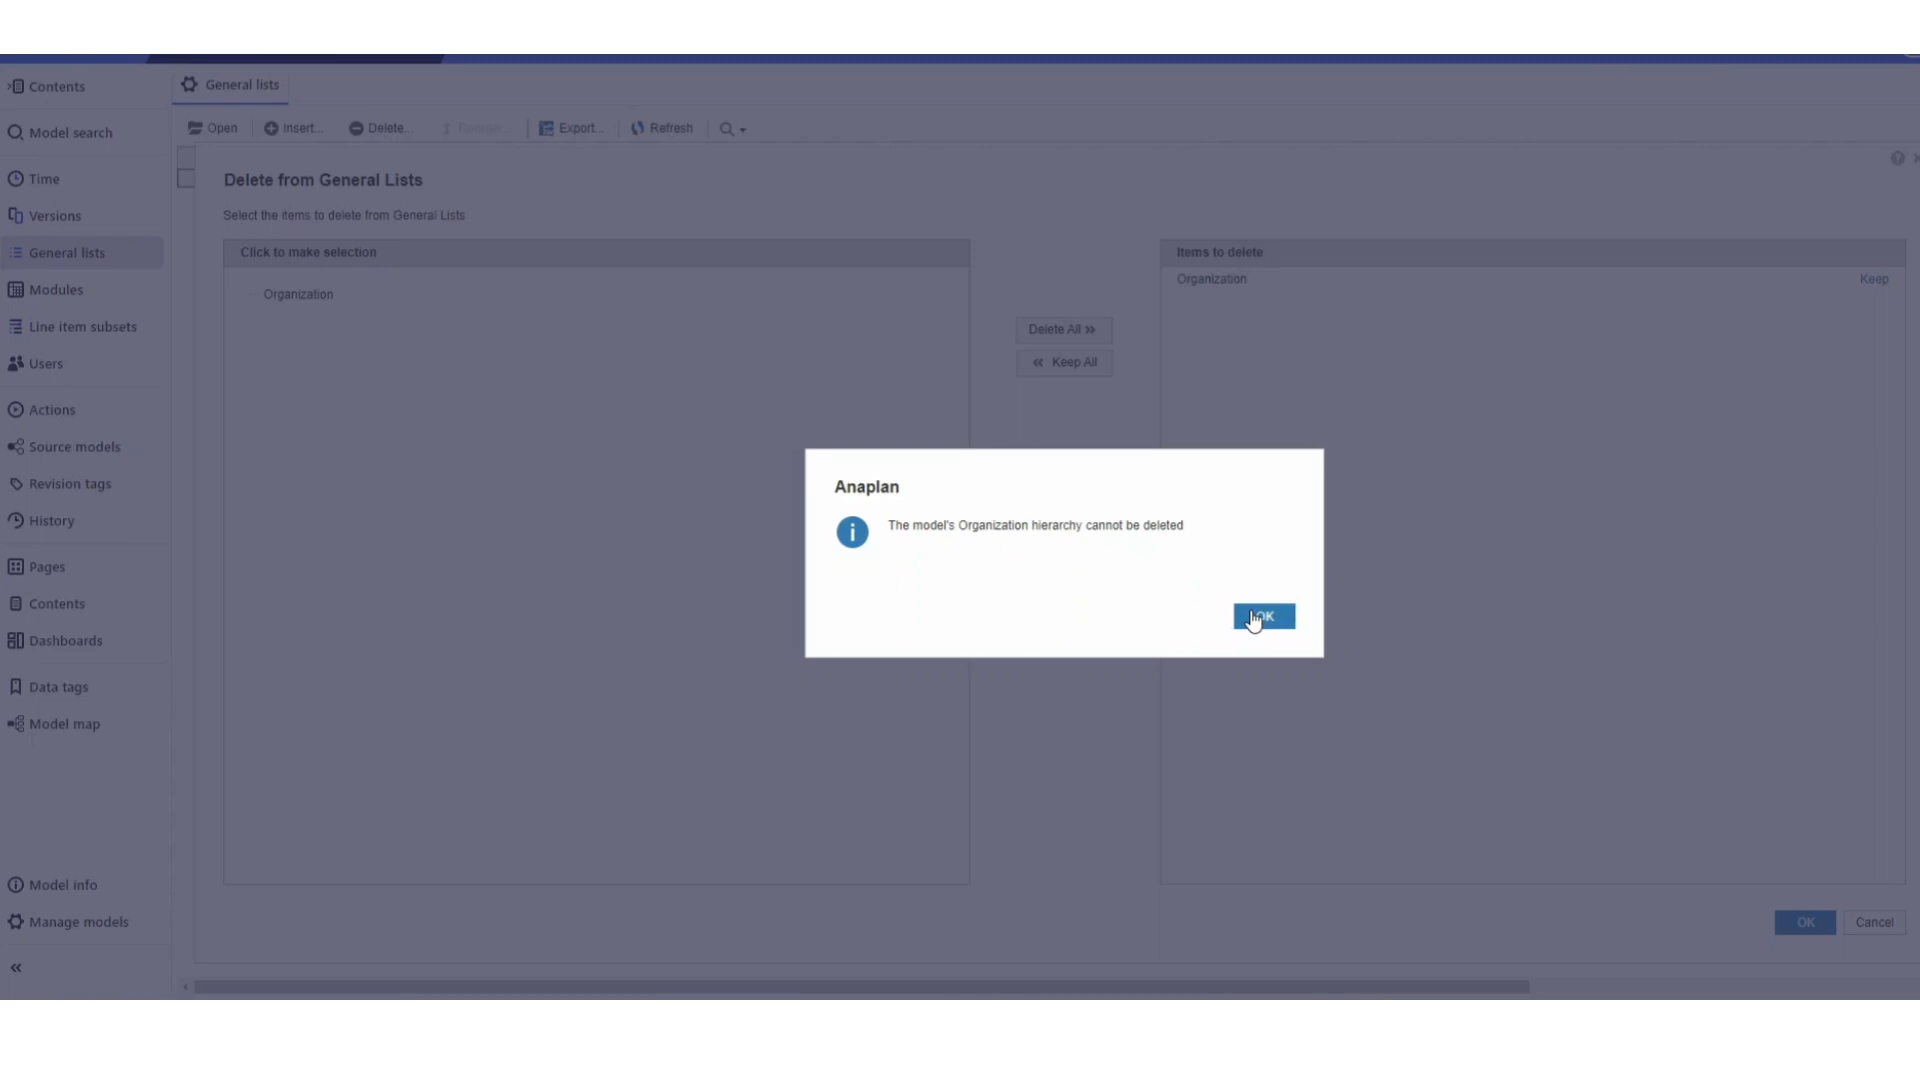 Contents
General lists
Model search
Open
Insert...
Delete...
Export...
Refresh
Time
Versions
General lists
Modules
Line item subsets
Users
Actions
Source models
Revision tags
History
Pages
Contents
Dashboards
Data tags
Model map
Model info
Manage models
Delete from General Lists
Select the items to delete from General Lists
Click to make selection
Organization
Delete All
Keep All
Items to delete
Organization Keep
Anaplan
The model's Organization hierarchy cannot be deleted
OK
OK
Cancel